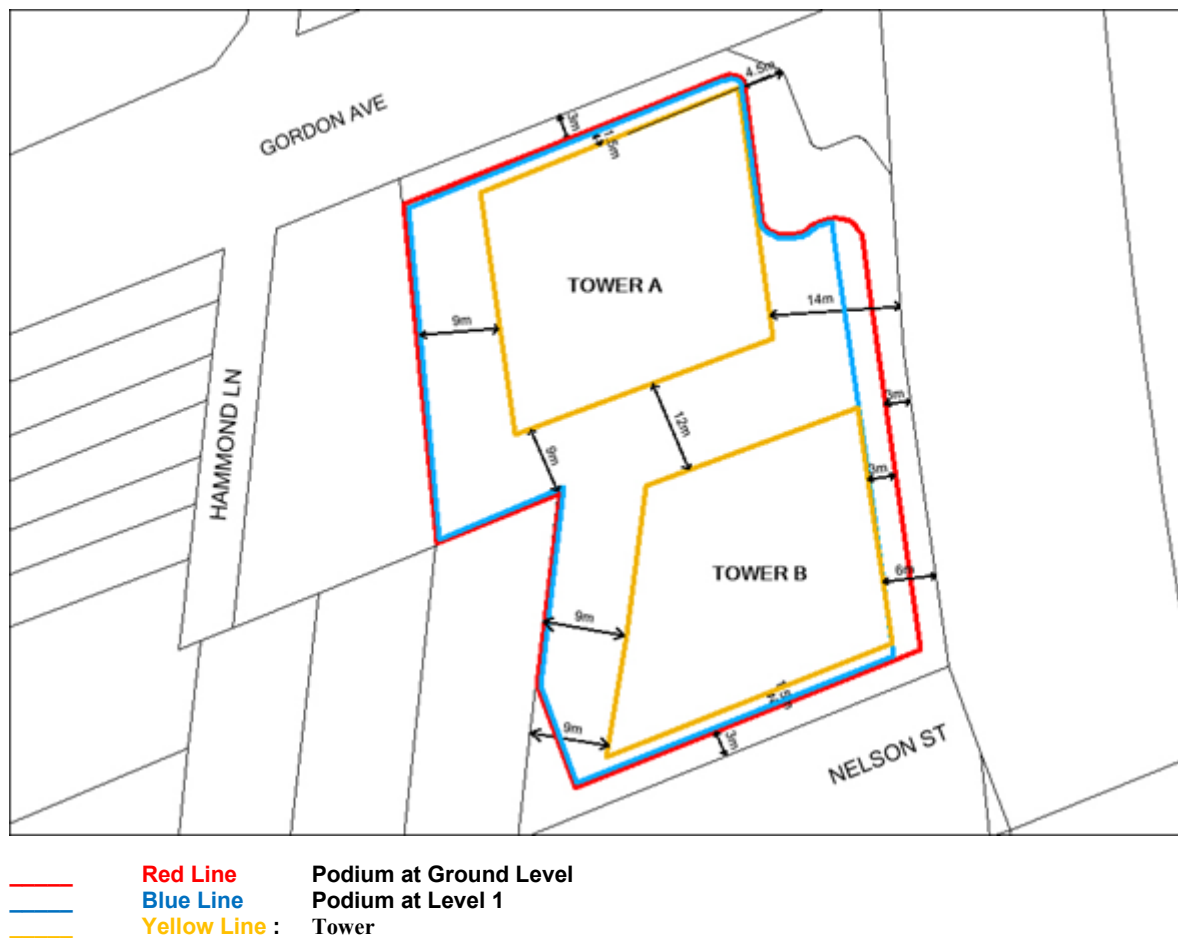 4.5m
GORDON AVE
3m
1.5m
TOWER A
14m
9m
HAMMOND LN
3m
12m
9m
3m
TOWER B
6m
9m
9m
3m
NELSON ST
Red Line Podium at Ground Level
Blue Line Podium at Level 1
Yellow Line : Tower